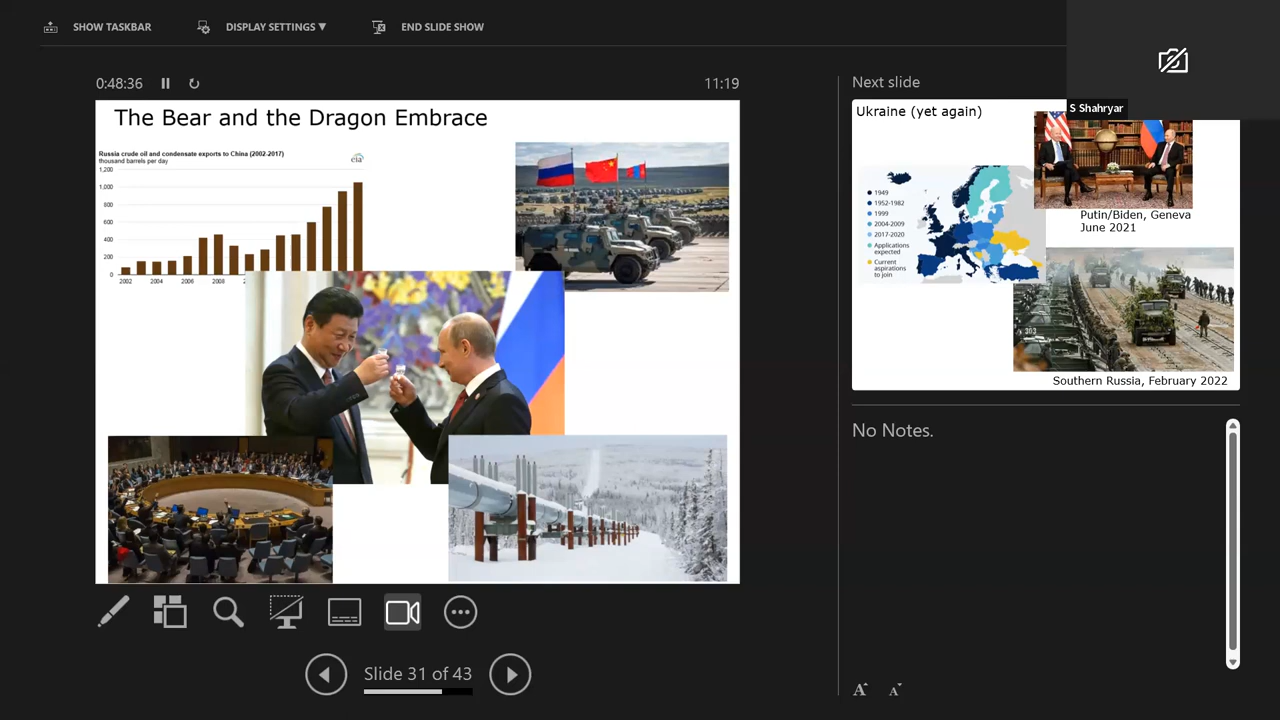 SHOW TASKBAR
DISPLAY SETTINGS ▼
END SLIDE SHOW
0:48:36
11:19
The Bear and the Dragon Embrace
Russia crude oil and condensate exports to China (2002-2017)
thousand barrels per day
eia
1,200
1,000
800
600
400
200
0
2002
2004
2006
2008
Next slide
S Shahryar
Ukraine (yet again)
1949
1952-1982
1999
2004-2009
2017-2020
Applications
expected
Current
aspirations
to join
Putin/Biden, Geneva
June 2021
303
Southern Russia, February 2022
No Notes.
Slide 31 of 43
A
A